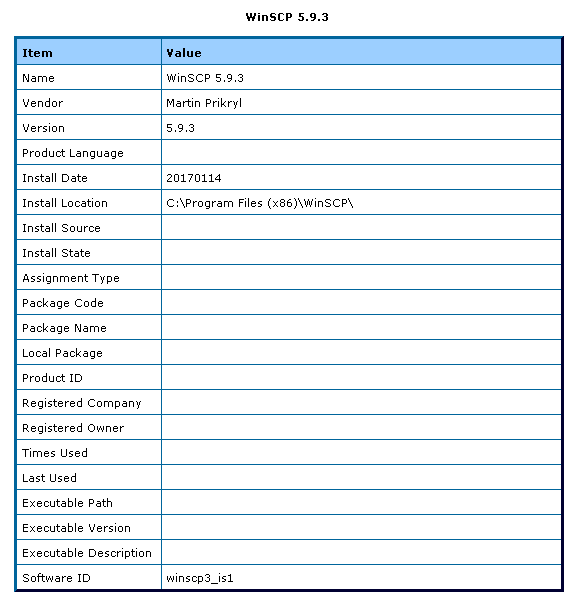 WinSCP 5.9.3
Item Value
Name WinSCP 5.9.3
Vendor Martin Prikryl
Version 5.9.3
Product Language
Install Date 20170114
Install Location C:\Program Files (x86)\WinSCP\
Install Source
Install State
Assignment Type
Package Code
Package Name
Local Package
Product ID
Registered Company
Registered Owner
Times Used
Last Used
Executable Path
Executable Version
Executable Description
Software ID winscp3_is1